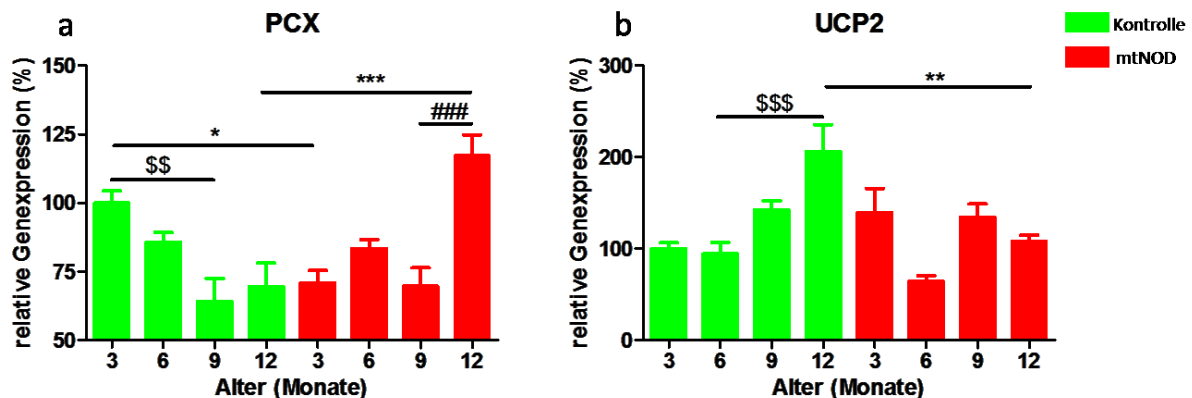 a PCX
relative Genexpression (%)
150
125
100
75
50
***
###
*
$$
3 6 9 12 3 6 9 12
Alter (Monate)
b UCP2
relative Genexpression (%)
300
200
100
0
**
$$$
3 6 9 12 3 6 9 12
Alter (Monate)
Kontrolle
mtNOD